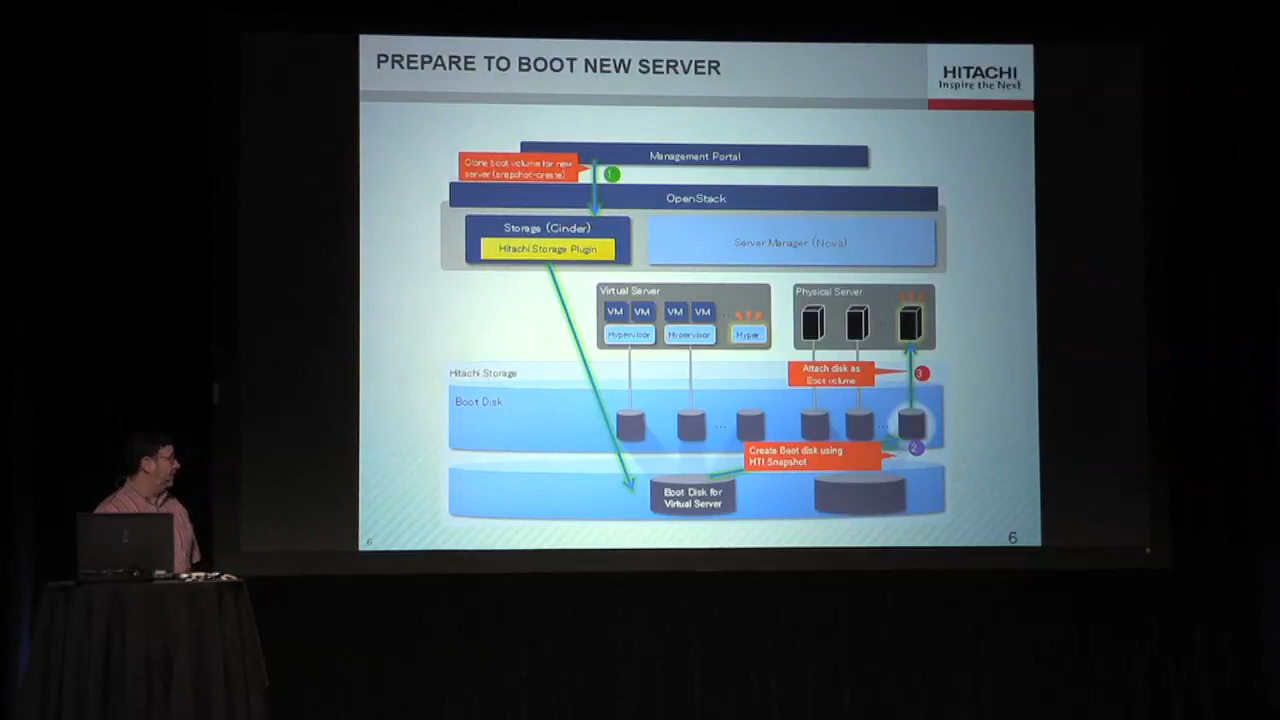 PREPARE TO BOOT NEW SERVER
HITACHI
Inspire the Next
Management Portal
Clone boot volume for new
server (snapshot-create)
1
OpenStack
Storage (Cinder)
Hitachi Storage Plugin
Server Manager (Nova)
Virtual Server
VM VM VM VM ...
Hypervisor Hypervisor Hyper
Physical Server
...
Hitachi Storage
Attach disk as
Boot volume
3
Boot Disk
... ...
Create Boot disk using
HTI Snapshot
2
Boot Disk for
Virtual Server
6
6